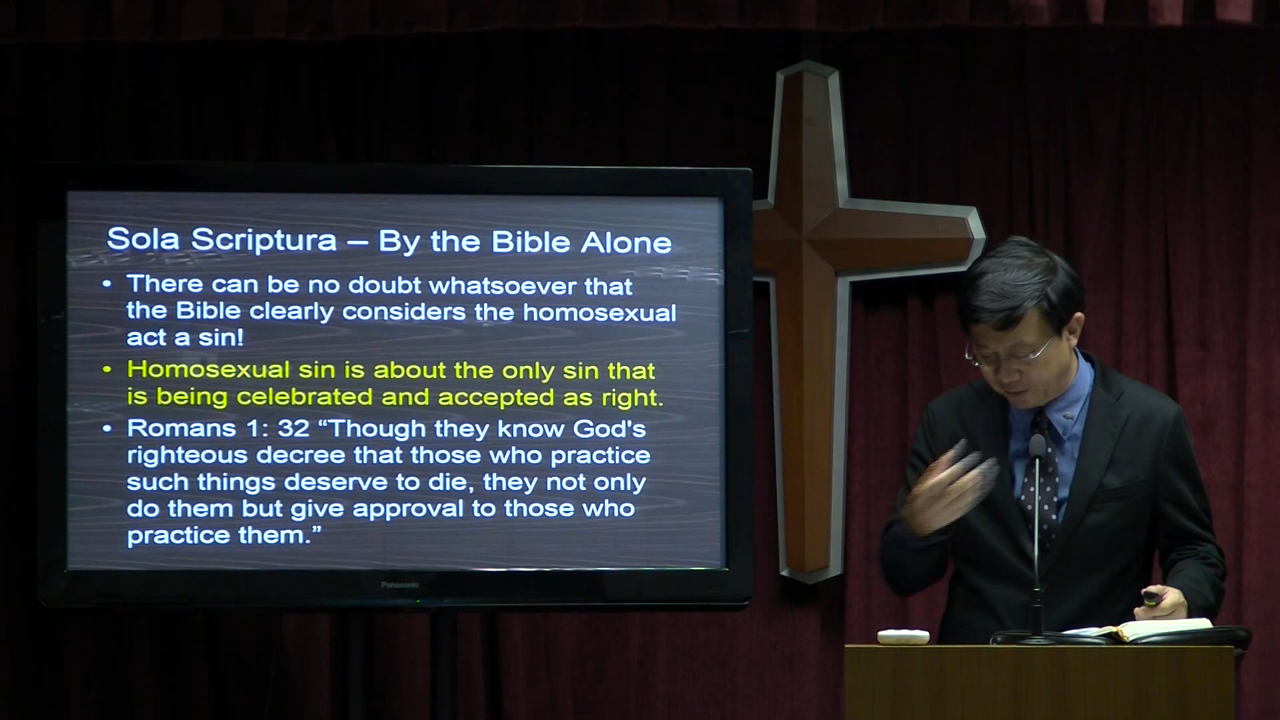 Sola Scriptura – By the Bible Alone
• There can be no doubt whatsoever that
the Bible clearly considers the homosexual
act a sin!
• Homosexual sin is about the only sin that
is being celebrated and accepted as right.
• Romans 1: 32 “Though they know God's
righteous decree that those who practice
such things deserve to die, they not only
do them but give approval to those who
practice them.”
Panasonic